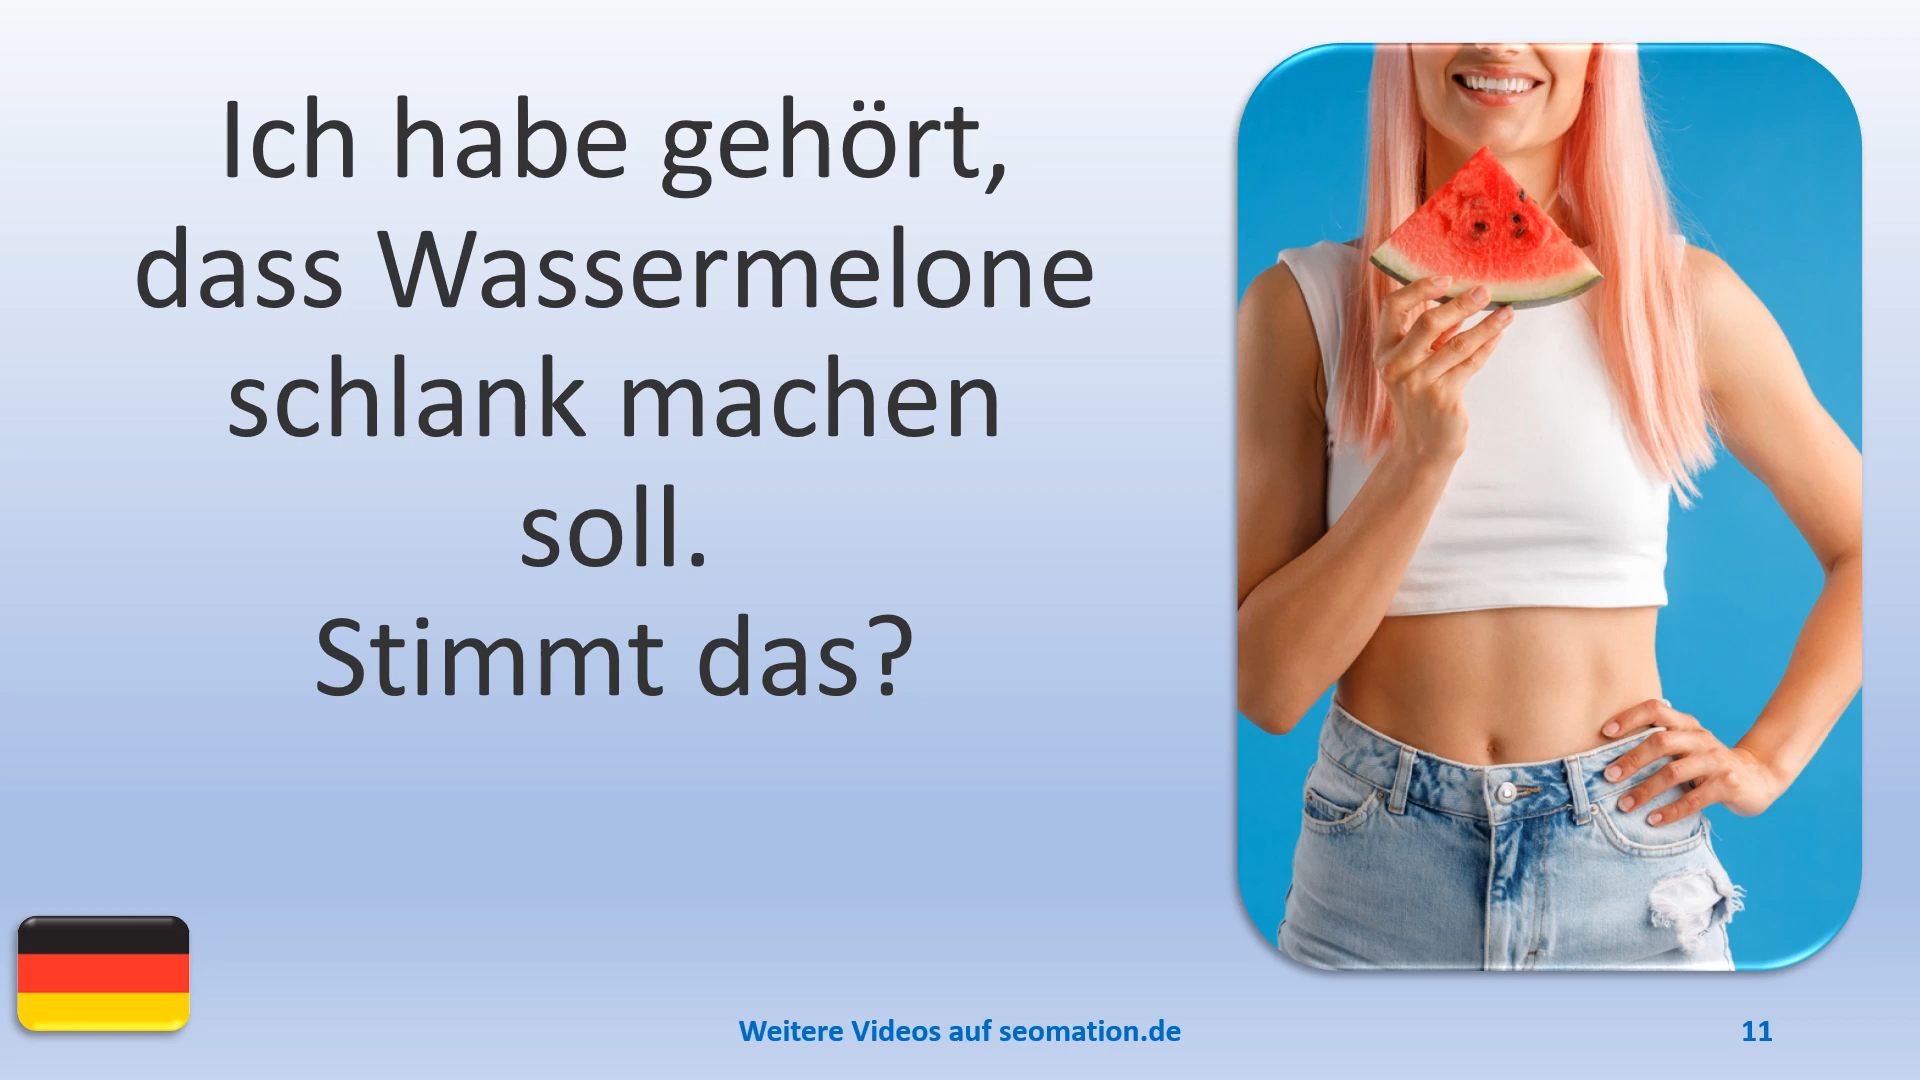 Ich habe gehört,
dass Wassermelone
schlank machen
soll.
Stimmt das?
Weitere Videos auf seomation.de
11